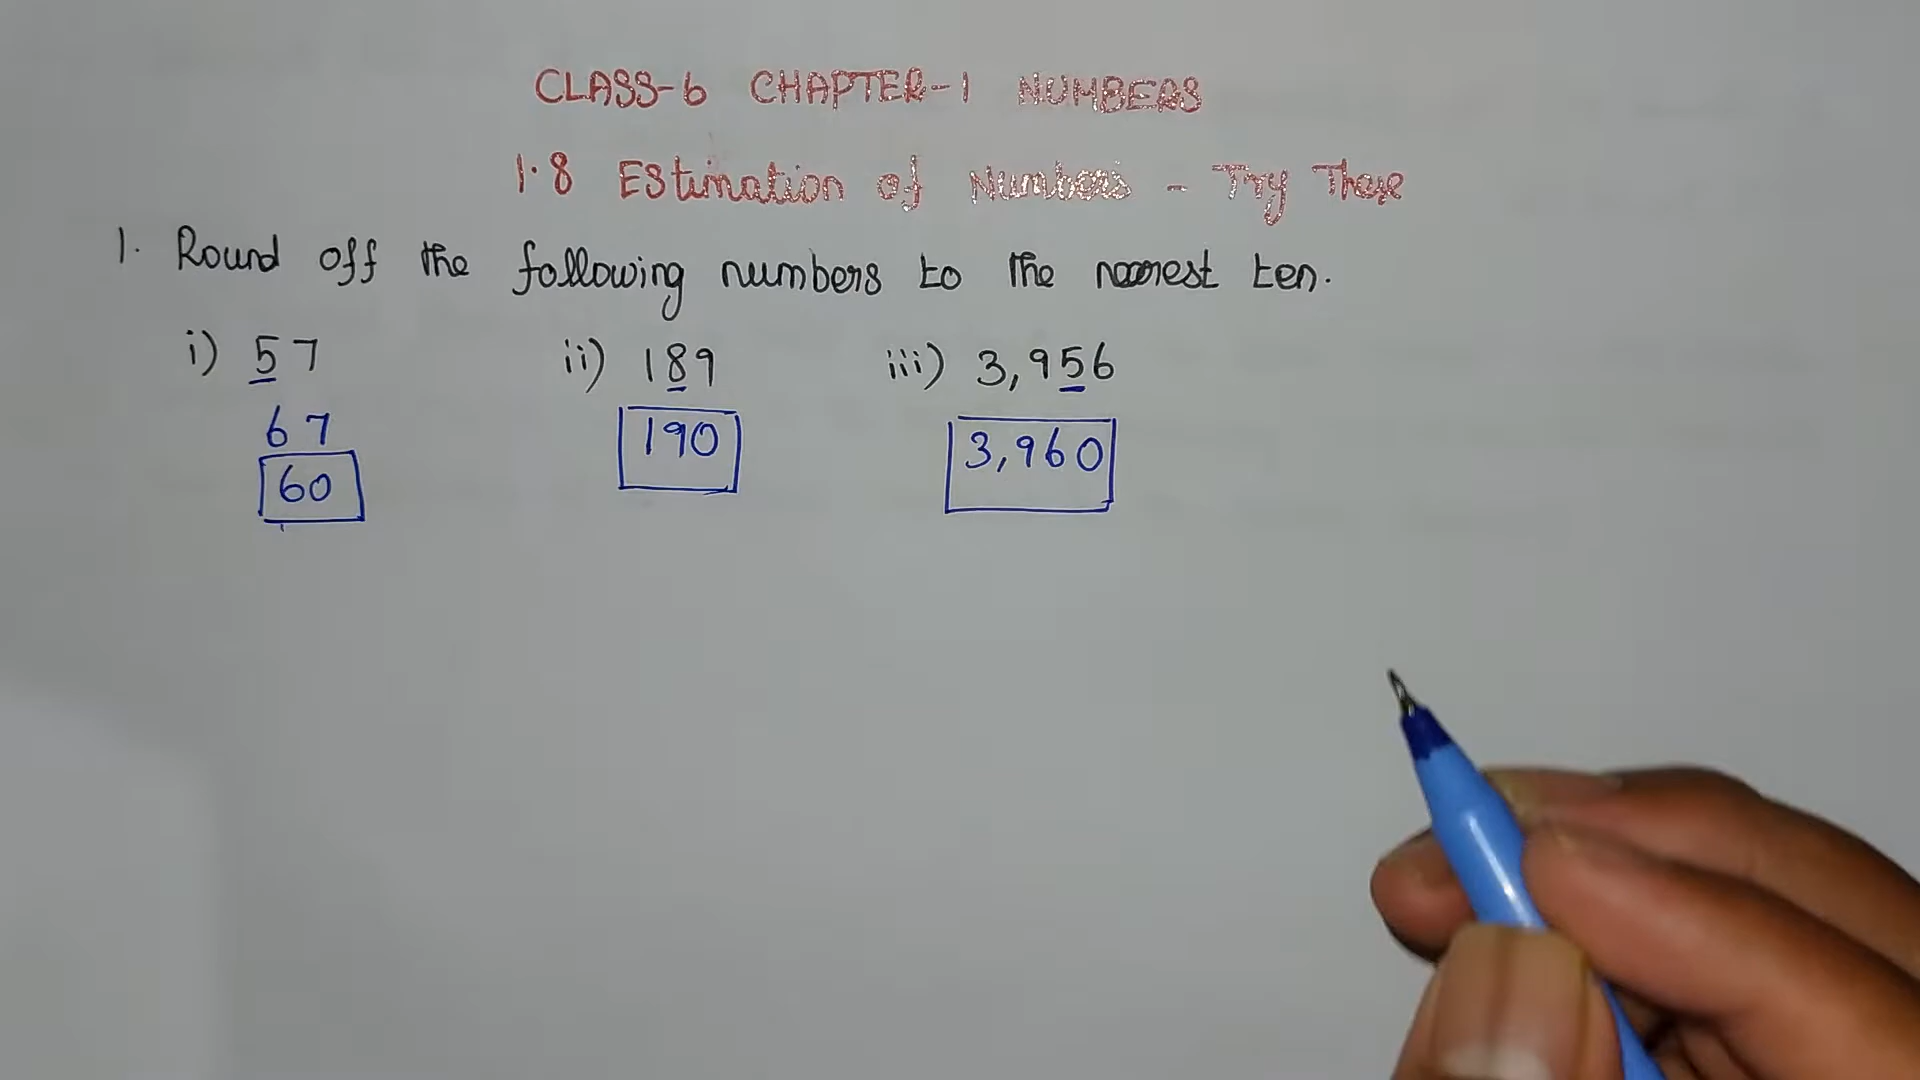 CLASS-6 CHAPTER-1 NUMBERS
1.8 Estimation of Numbers - Try These
1. Round off the following numbers to the nearest ten.
i) 57 ii) 189 iii) 3,956
67 190 3,960
60